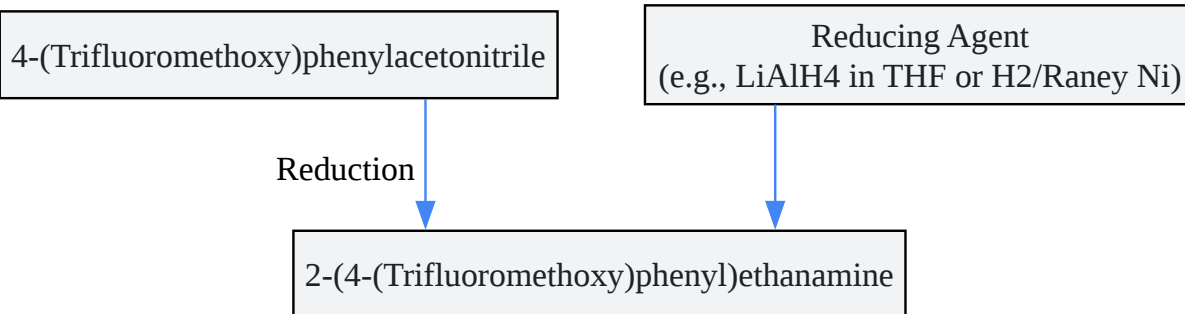 4-(Trifluoromethoxy)phenylacetonitrile
Reducing Agent
(e.g., LiAlH4 in THF or H2/Raney Ni)
Reduction
2-(4-(Trifluoromethoxy)phenyl)ethanamine